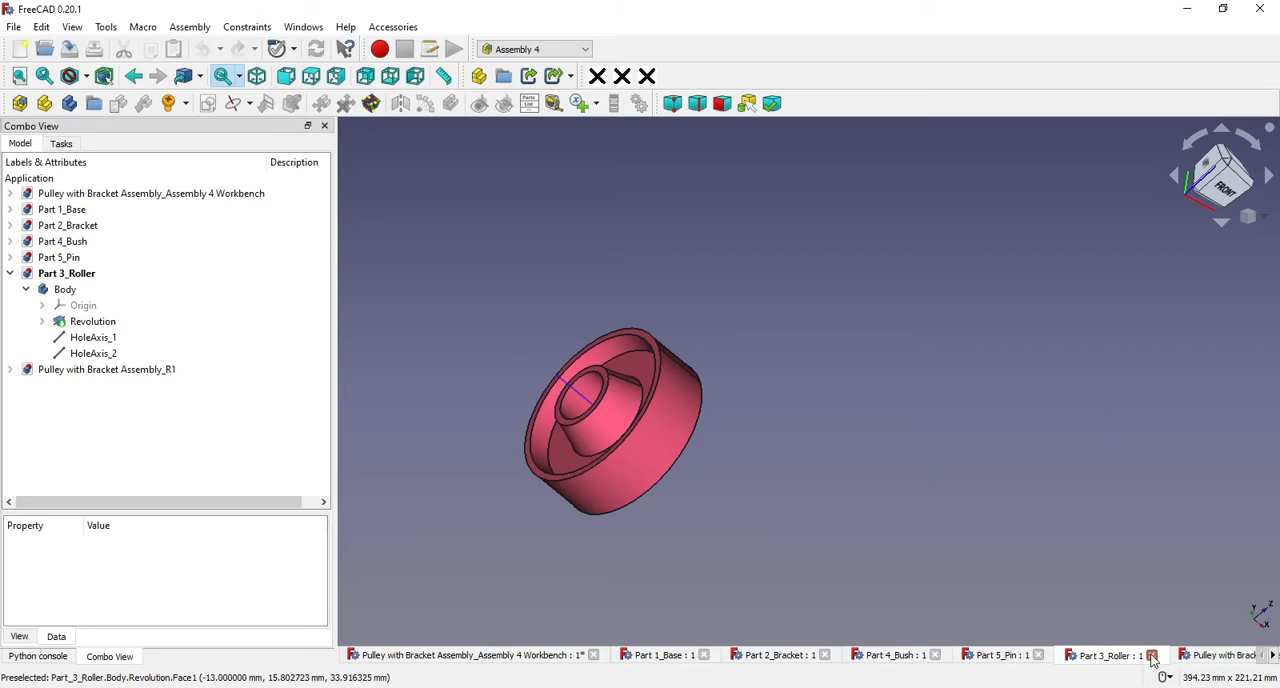 FreeCAD 0.20.1
File Edit View Tools Macro Assembly Constraints Windows Help Accessories
Assembly 4
Parts List
Combo View
Model Tasks
Labels & Attributes Description
Application
Pulley with Bracket Assembly_Assembly 4 Workbench
Part 1_Base
Part 2_Bracket
Part 4_Bush
Part 5_Pin
Part 3_Roller
Body
Origin
Revolution
HoleAxis_1
HoleAxis_2
Pulley with Bracket Assembly_R1
Property Value
View Data
Python console Combo View
FRONT
Y Z
X
Pulley with Bracket Assembly_Assembly 4 Workbench : 1* Part 1_Base : 1 Part 2_Bracket : 1 Part 4_Bush : 1 Part 5_Pin : 1 Part 3_Roller : 1 Pulley with Brack
Preselected: Part_3_Roller.Body.Revolution.Face1 (-13.000000 mm, 15.802723 mm, 33.916325 mm) 394.23 mm x 221.21 mm